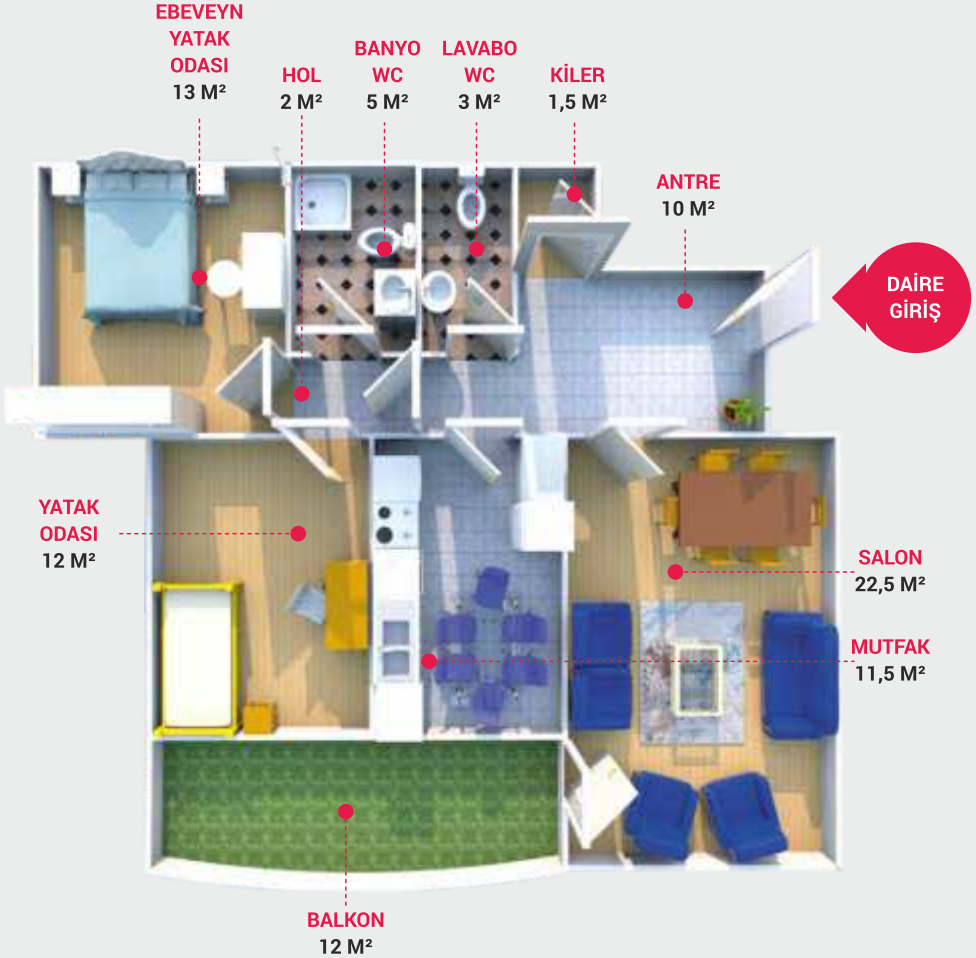 EBEVEYN
YATAK
ODASI
13 M²
HOL
2 M²
BANYO
WC
5 M²
LAVABO
WC
3 M²
KİLER
1,5 M²
ANTRE
10 M²
DAİRE
GİRİŞ
YATAK
ODASI
12 M²
SALON
22,5 M²
MUTFAK
11,5 M²
BALKON
12 M²